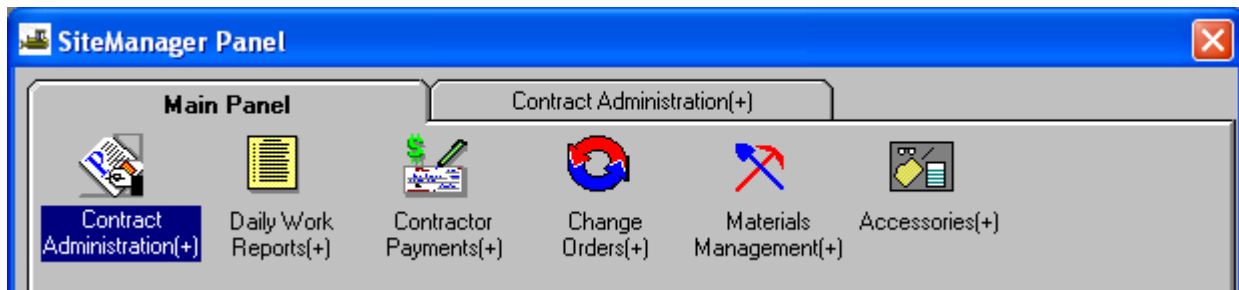 SiteManager Panel
Main Panel
Contract Administration(+)
Contract
Administration(+)
Daily Work
Reports(+)
Contractor
Payments(+)
Change
Orders(+)
Materials
Management(+)
Accessories(+)